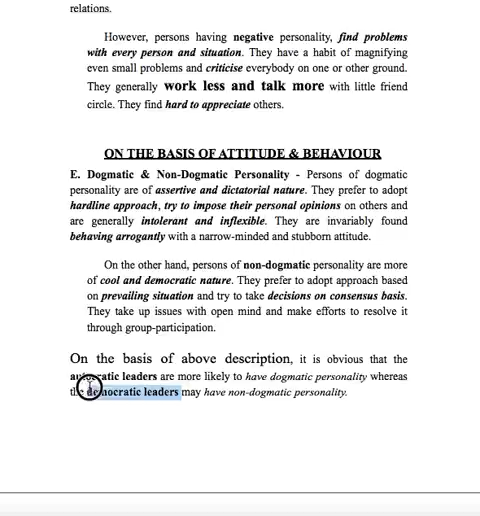 relations.
However, persons having negative personality, find problems
with every person and situation. They have a habit of magnifying
even small problems and criticise everybody on one or other ground.
They generally work less and talk more with little friend
circle. They find hard to appreciate others.
ON THE BASIS OF ATTITUDE & BEHAVIOUR
E. Dogmatic & Non-Dogmatic Personality - Persons of dogmatic
personality are of assertive and dictatorial nature. They prefer to adopt
hardline approach, try to impose their personal opinions on others and
are generally intolerant and inflexible. They are invariably found
behaving arrogantly with a narrow-minded and stubborn attitude.
On the other hand, persons of non-dogmatic personality are more
of cool and democratic nature. They prefer to adopt approach based
on prevailing situation and try to take decisions on consensus basis.
They take up issues with open mind and make efforts to resolve it
through group-participation.
On the basis of above description, it is obvious that the
autocratic leaders are more likely to have dogmatic personality whereas
the democratic leaders may have non-dogmatic personality.